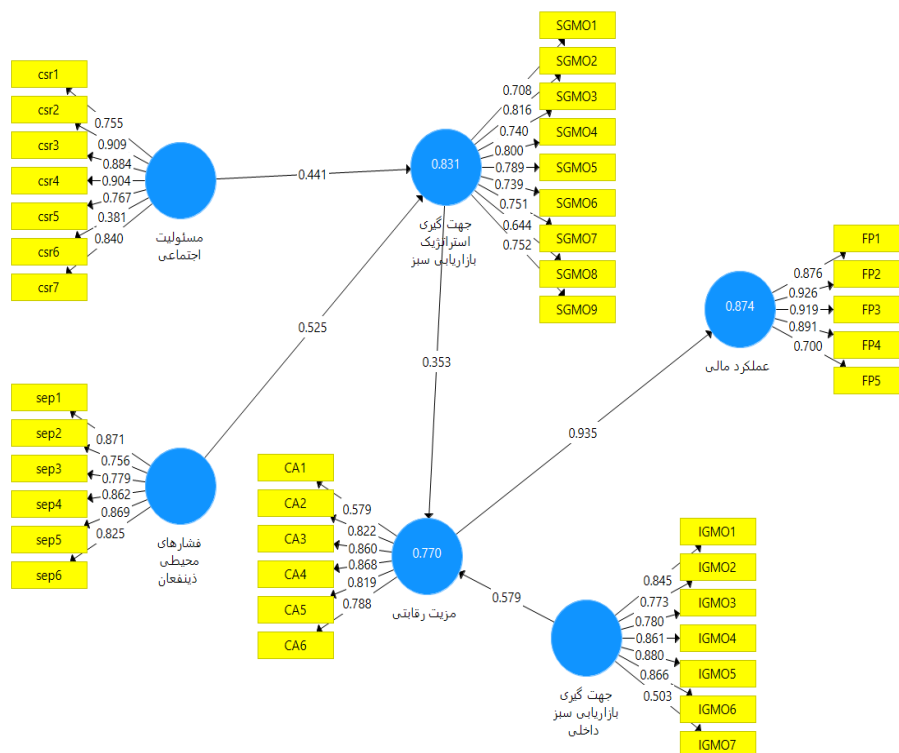 csr1
csr2
csr3
csr4
csr5
csr6
csr7
0.755
0.909
0.884
0.904
0.767
0.381
0.840
مسئولیت
اجتماعی
0.441
SGMO1
SGMO2
SGMO3
SGMO4
SGMO5
SGMO6
SGMO7
SGMO8
SGMO9
0.708
0.816
0.740
0.800
0.789
0.739
0.751
0.644
0.752
0.831
جهت گیری
استراتژیک
بازاریابی سبز
0.525
0.353
FP1
FP2
FP3
FP4
FP5
0.876
0.926
0.919
0.891
0.700
0.874
عملکرد مالی
0.935
sep1
sep2
sep3
sep4
sep5
sep6
0.871
0.756
0.779
0.862
0.869
0.825
فشارهای
محیطی
ذینفعان
CA1
CA2
CA3
CA4
CA5
CA6
0.579
0.822
0.860
0.868
0.819
0.788
0.770
مزیت رقابتی
0.579
IGMO1
IGMO2
IGMO3
IGMO4
IGMO5
IGMO6
IGMO7
0.845
0.773
0.780
0.861
0.880
0.866
0.503
جهت گیری
بازاریابی سبز
داخلی